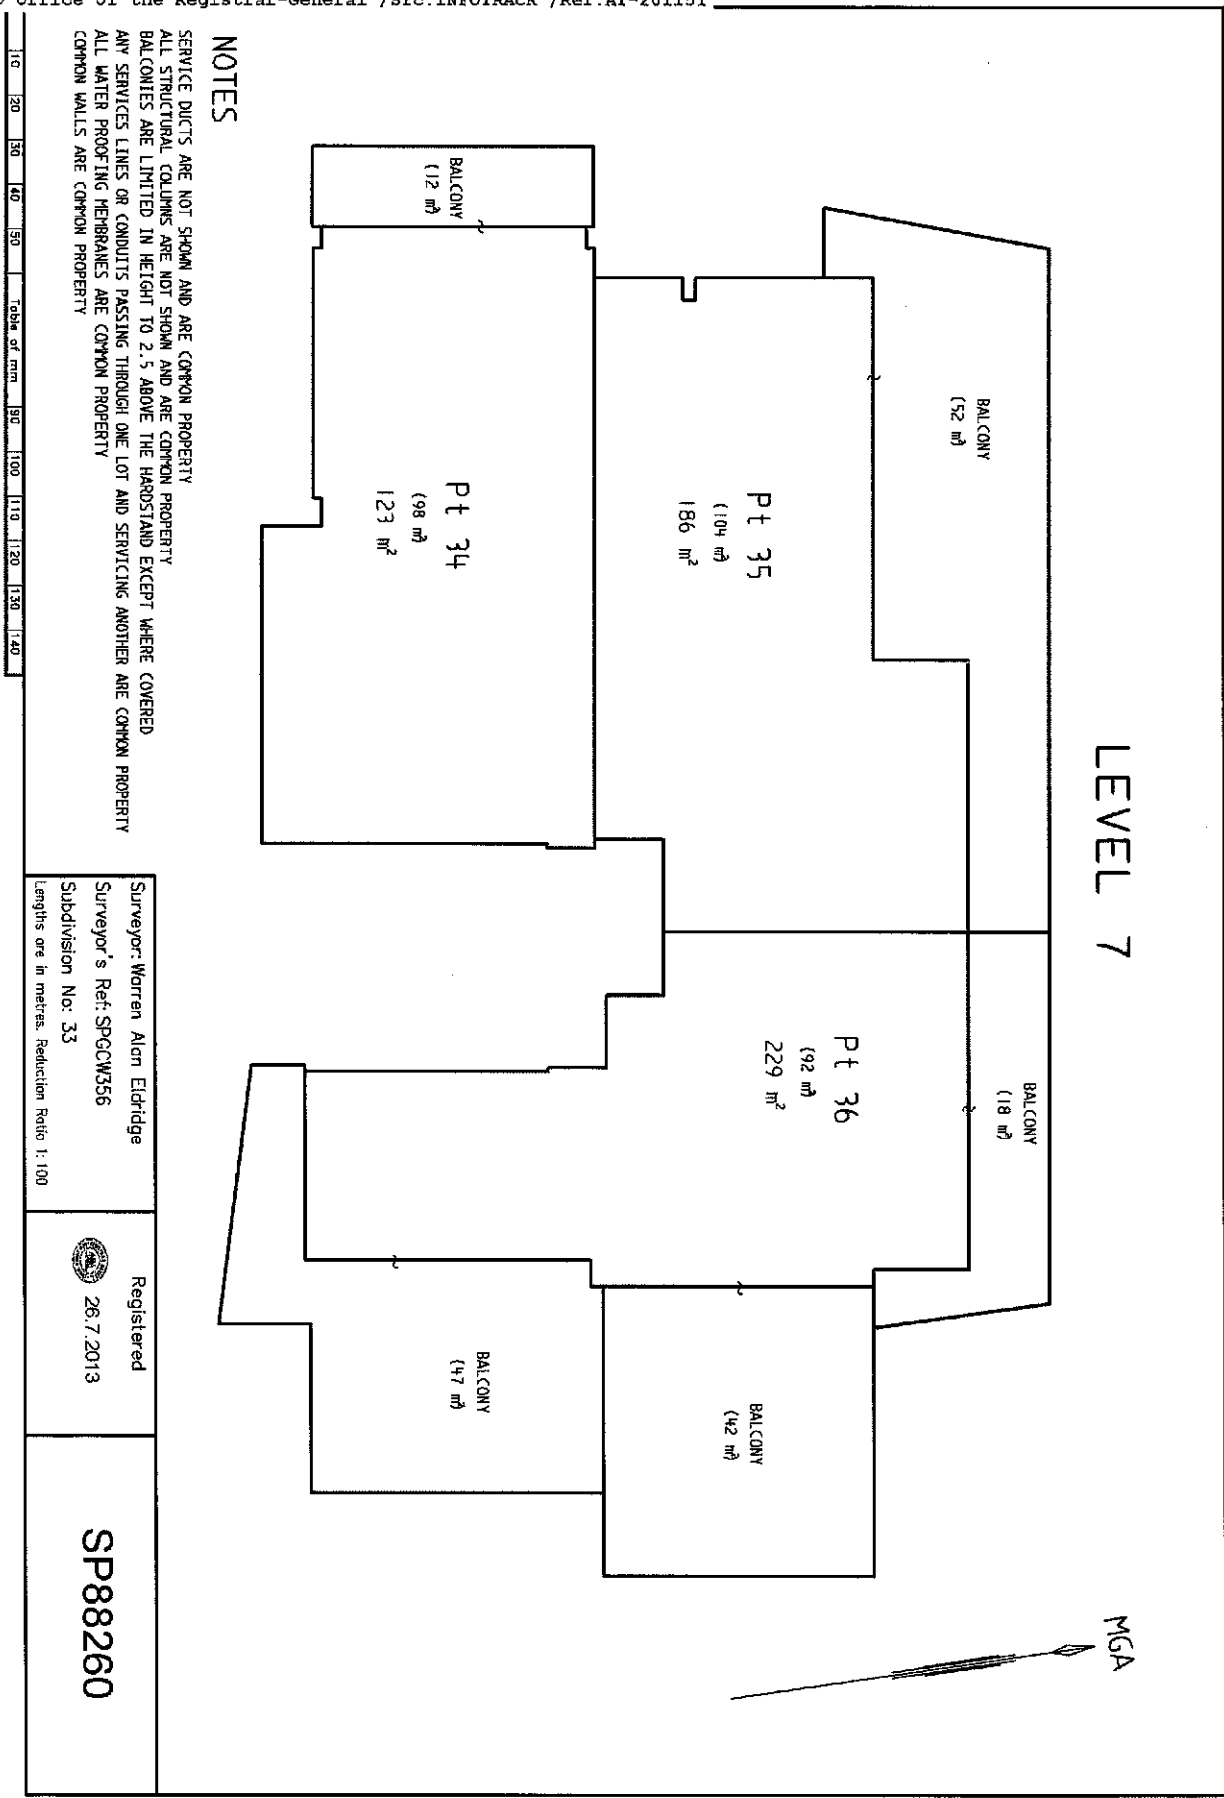 Office of the Registrar-General /Src:INFOTRACK /Ref:AY-201151
LEVEL 7
MGA
BALCONY
(52 m²)
BALCONY
(18 m²)
BALCONY
(12 m²)
Pt 35
(104 m²)
186 m²
Pt 36
(92 m²)
229 m²
Pt 34
(98 m²)
123 m²
BALCONY
(42 m²)
BALCONY
(47 m²)
NOTES
SERVICE DUCTS ARE NOT SHOWN AND ARE COMMON PROPERTY
ALL STRUCTURAL COLUMNS ARE NOT SHOWN AND ARE COMMON PROPERTY
BALCONIES ARE LIMITED IN HEIGHT TO 2.5 ABOVE THE HARDSTAND EXCEPT WHERE COVERED
ANY SERVICES LINES OR CONDUITS PASSING THROUGH ONE LOT AND SERVICING ANOTHER ARE COMMON PROPERTY
ALL WATER PROOFING MEMBRANES ARE COMMON PROPERTY
COMMON WALLS ARE COMMON PROPERTY
Surveyor: Warren Alan Eldridge
Surveyor's Ref: SPGCW356
Subdivision No: 33
Lengths are in metres. Reduction Ratio 1: 100
Registered
26.7.2013
SP88260
10 20 30 40 50 Table of mm 90 100 110 120 130 140